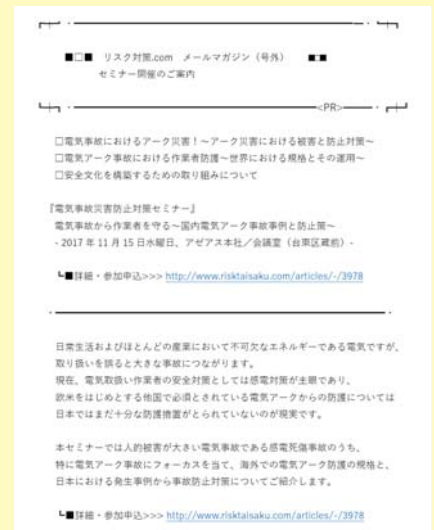 ■□■ リスク対策.com メールマガジン（号外） ■□■
セミナー開催のご案内
<PR>
□電気事故におけるアーク災害！～アーク災害における被害と防止対策～
□電気アーク事故における作業者防護～世界における規格とその運用～
□安全文化を構築するための取り組みについて
『電気事故災害防止対策セミナー』
電気事故から作業者を守る～国内電気アーク事故事例と防止策～
- 2017 年 11 月 15 日水曜日、アゼアス本社／会議室（台東区蔵前）-
┗■詳細・参加申込>>> http://www.risktaisaku.com/articles/-/3978
日常生活およびほとんどの産業において不可欠なエネルギーである電気ですが、
取り扱いを誤ると大きな事故につながります。
現在、電気取扱い作業者の安全対策としては感電対策が主眼であり、
欧米をはじめとする他国で必須とされている電気アークからの防護については
日本ではまだ十分な防護措置がとられていないのが現実です。
本セミナーでは人的被害が大きい電気事故である感電死傷事故のうち、
特に電気アーク事故にフォーカスを当て、海外での電気アーク防護の規格と、
日本における発生事例から事故防止対策についてご紹介します。
┗■詳細・参加申込>>> http://www.risktaisaku.com/articles/-/3978